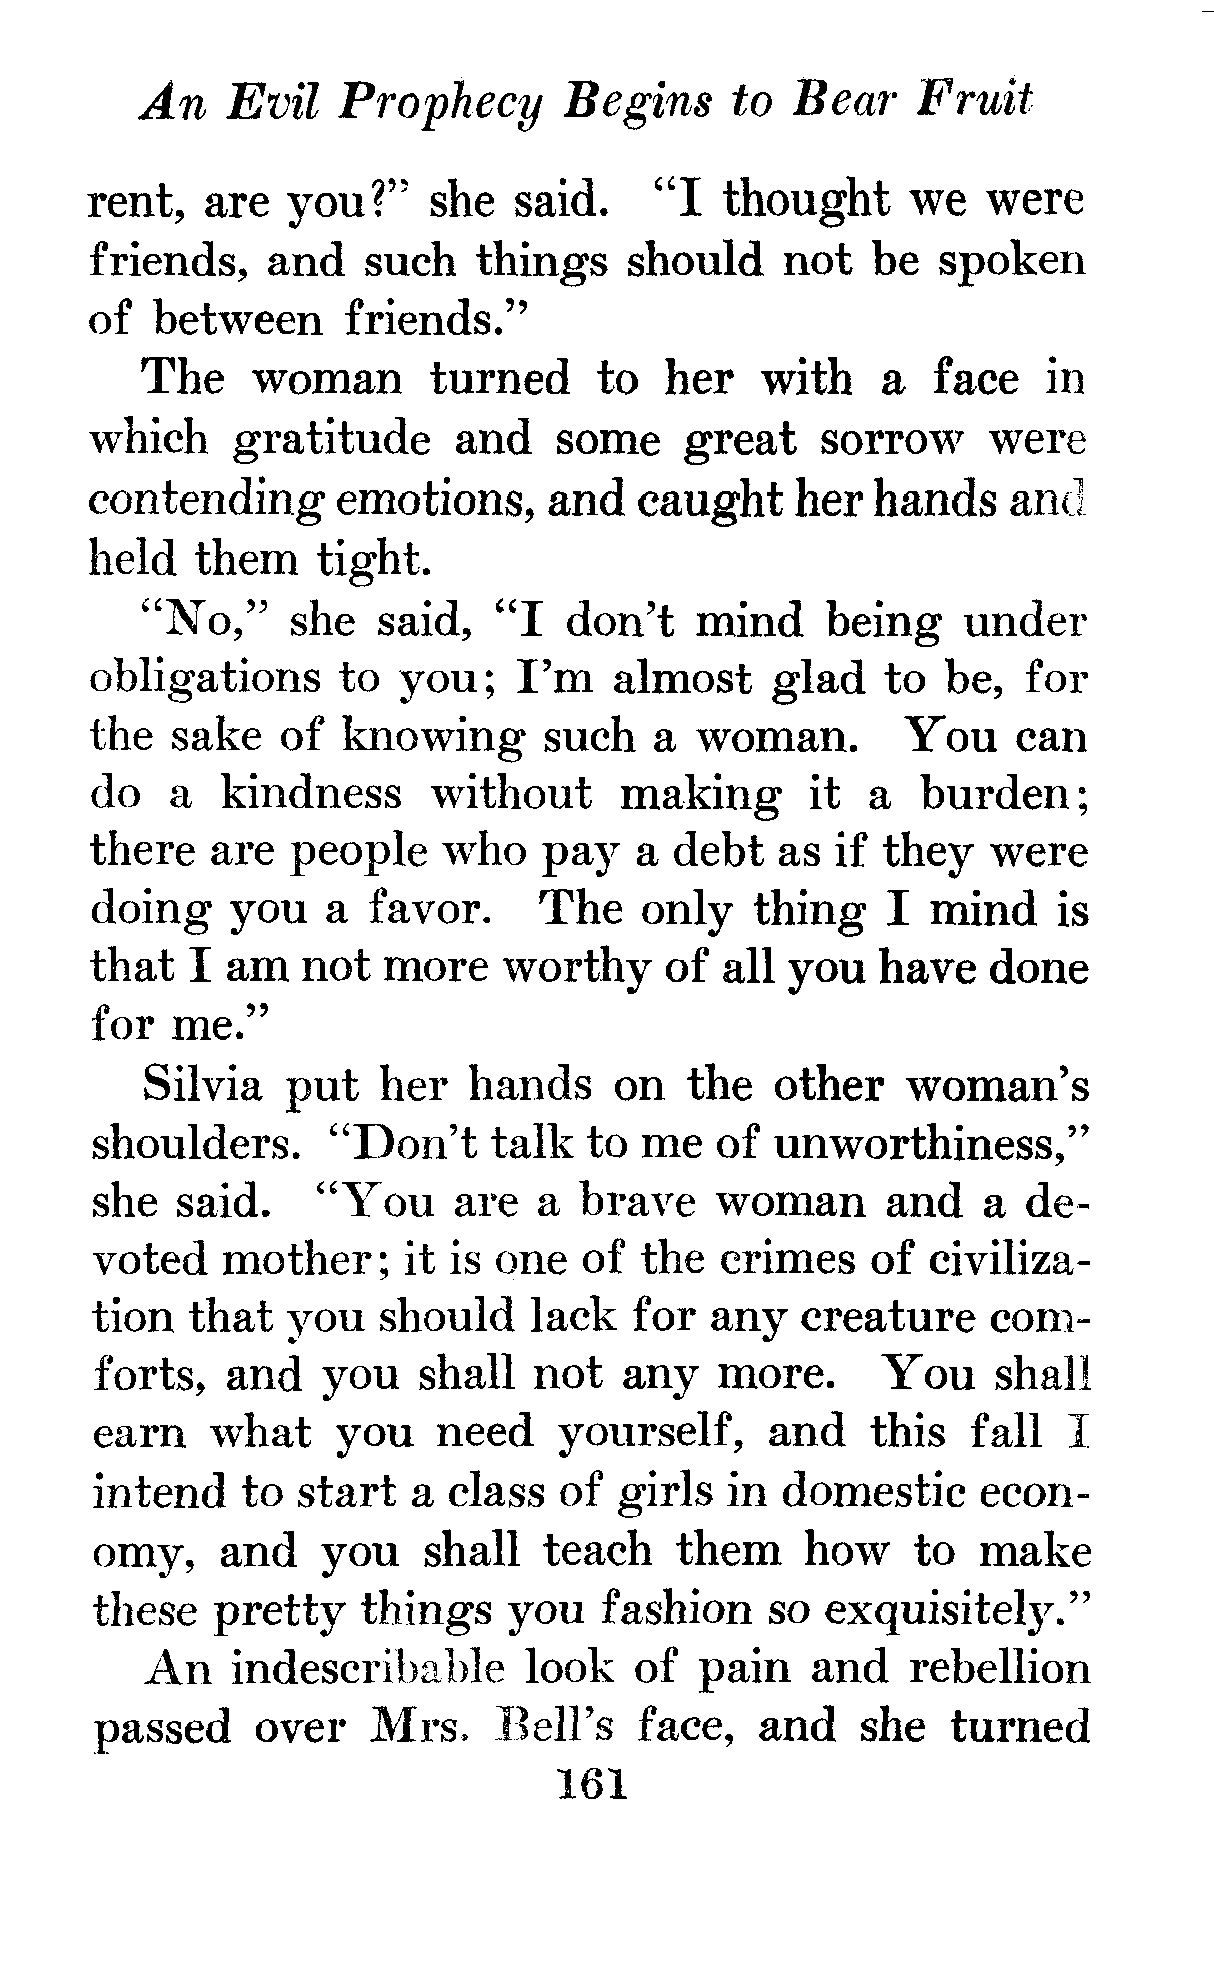 An Evil Prophecy Begins to Bear Fruit
rent, are you?" she said. "I thought we were
friends, and such things should not be spoken
of between friends."
The woman turned to her with a face in
which gratitude and some great sorrow were
contending emotions, and caught her hands and
held them tight.
"No," she said, "I don't mind being under
obligations to you; I'm almost glad to be, for
the sake of knowing such a woman. You can
do a kindness without making it a burden;
there are people who pay a debt as if they were
doing you a favor. The only thing I mind is
that I am not more worthy of all you have done
for me."
Silvia put her hands on the other woman's
shoulders. "Don't talk to me of unworthiness,"
she said. "You are a brave woman and a de-
voted mother; it is one of the crimes of civiliza-
tion that you should lack for any creature com-
forts, and you shall not any more. You shall
earn what you need yourself, and this fall I
intend to start a class of girls in domestic econ-
omy, and you shall teach them how to make
these pretty things you fashion so exquisitely."
An indescribable look of pain and rebellion
passed over Mrs. Bell's face, and she turned
161